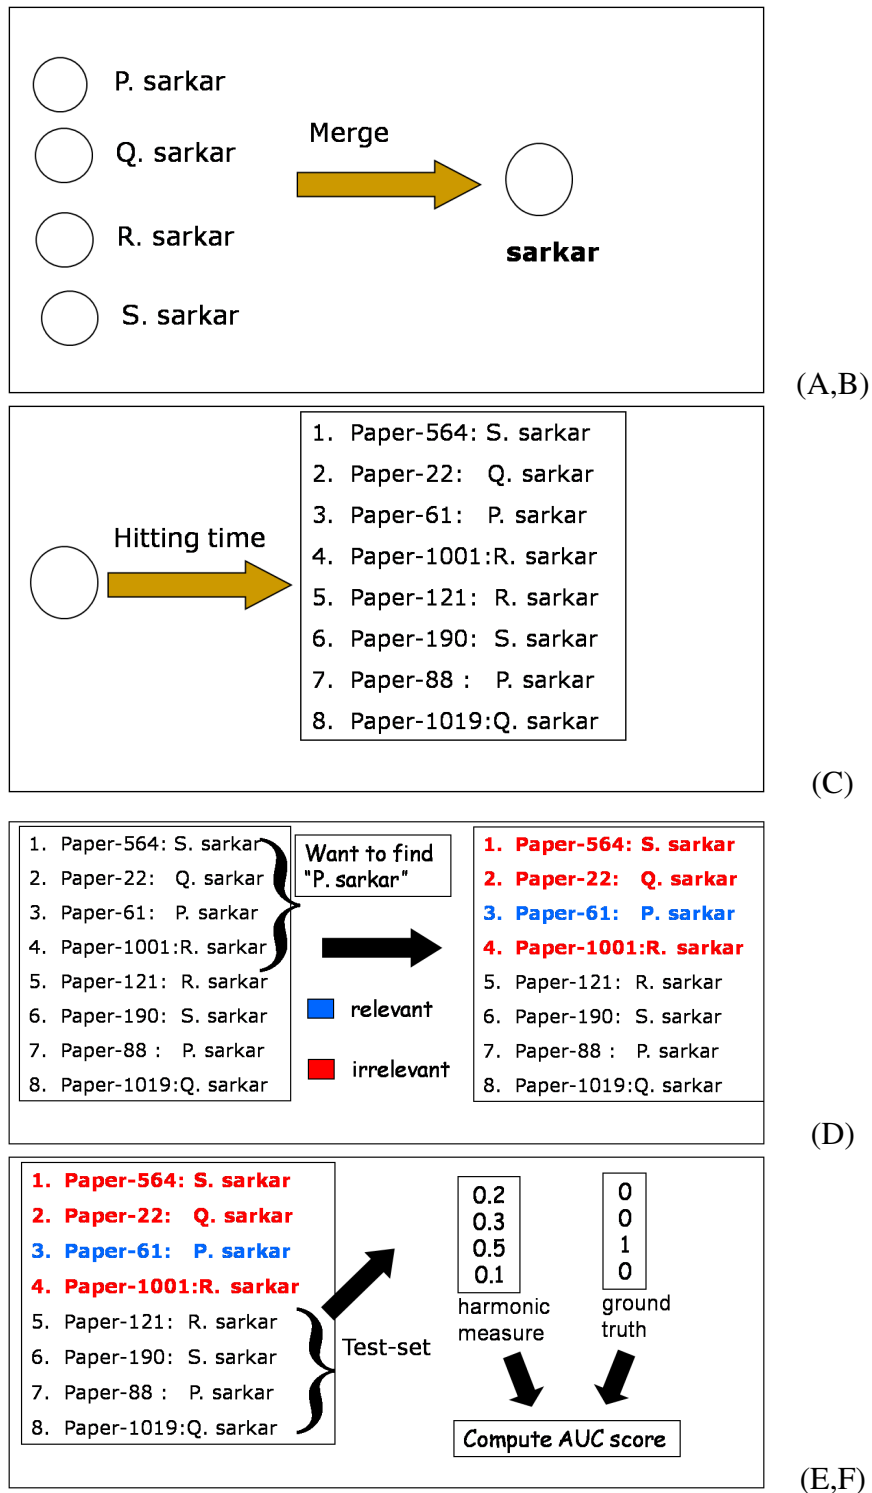 P. sarkar
Q. sarkar
R. sarkar
S. sarkar
Merge
sarkar
(A,B)
Hitting time
1. Paper-564: S. sarkar
2. Paper-22: Q. sarkar
3. Paper-61: P. sarkar
4. Paper-1001:R. sarkar
5. Paper-121: R. sarkar
6. Paper-190: S. sarkar
7. Paper-88 : P. sarkar
8. Paper-1019:Q. sarkar
(C)
1. Paper-564: S. sarkar
2. Paper-22: Q. sarkar
3. Paper-61: P. sarkar
4. Paper-1001:R. sarkar
5. Paper-121: R. sarkar
6. Paper-190: S. sarkar
7. Paper-88 : P. sarkar
8. Paper-1019:Q. sarkar
Want to find
"P. sarkar"
relevant
irrelevant
1. Paper-564: S. sarkar
2. Paper-22: Q. sarkar
3. Paper-61: P. sarkar
4. Paper-1001:R. sarkar
5. Paper-121: R. sarkar
6. Paper-190: S. sarkar
7. Paper-88 : P. sarkar
8. Paper-1019:Q. sarkar
(D)
1. Paper-564: S. sarkar
2. Paper-22: Q. sarkar
3. Paper-61: P. sarkar
4. Paper-1001:R. sarkar
5. Paper-121: R. sarkar
6. Paper-190: S. sarkar
7. Paper-88 : P. sarkar
8. Paper-1019:Q. sarkar
Test-set
0.2
0.3
0.5
0.1
harmonic
measure
0
0
1
0
ground
truth
Compute AUC score
(E,F)